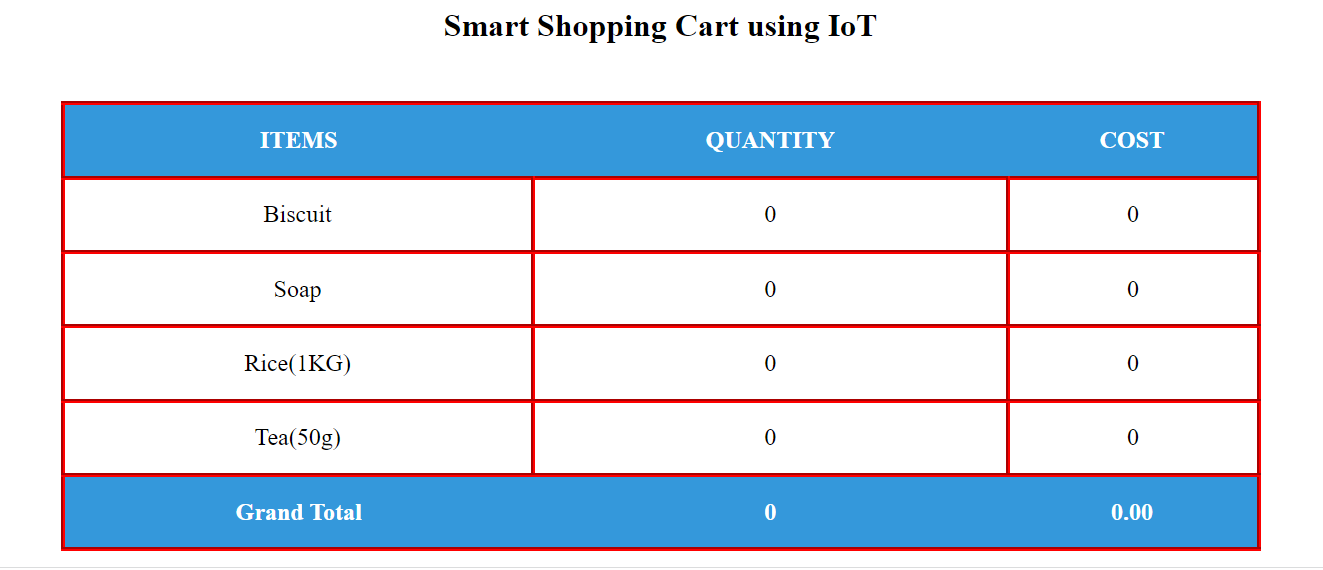 Smart Shopping Cart using IoT
ITEMS QUANTITY COST
Biscuit 0 0
Soap 0 0
Rice(1KG) 0 0
Tea(50g) 0 0
Grand Total 0 0.00